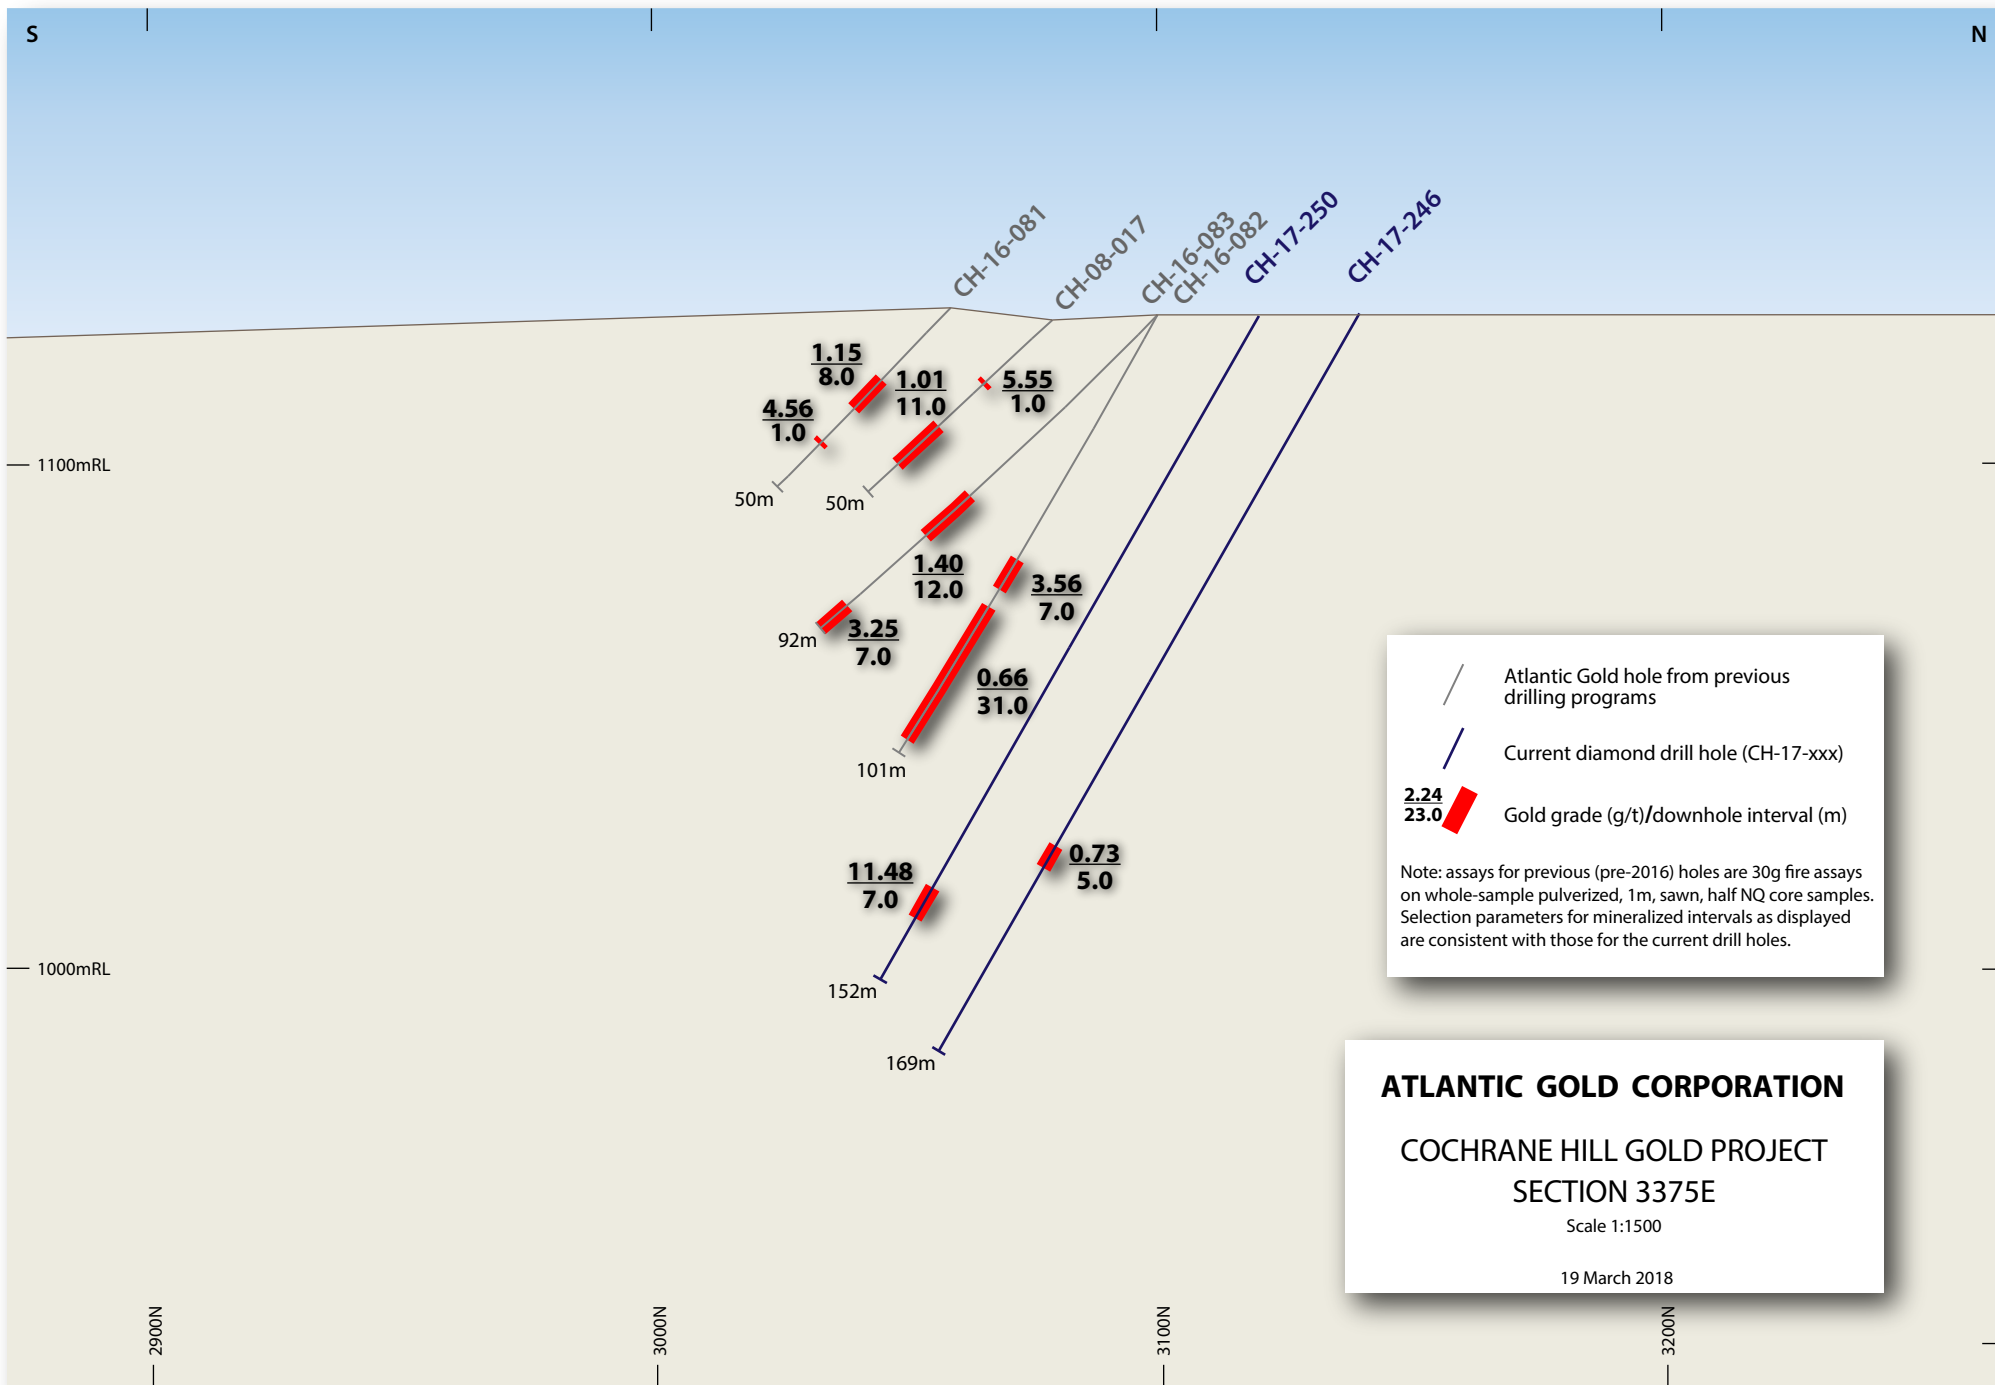 S
N
CH-16-081
CH-08-017
CH-16-083
CH-16-082
CH-17-250
CH-17-246
1.15
8.0
1.01
11.0
5.55
1.0
4.56
1.0
1100mRL
50m
50m
1.40
12.0
3.56
7.0
92m
3.25
7.0
0.66
31.0
101m
11.48
7.0
0.73
5.0
1000mRL
152m
169m
Atlantic Gold hole from previous
drilling programs
Current diamond drill hole (CH-17-xxx)
2.24
23.0
Gold grade (g/t)/downhole interval (m)
Note: assays for previous (pre-2016) holes are 30g fire assays
on whole-sample pulverized, 1m, sawn, half NQ core samples.
Selection parameters for mineralized intervals as displayed
are consistent with those for the current drill holes.
ATLANTIC GOLD CORPORATION
COCHRANE HILL GOLD PROJECT
SECTION 3375E
Scale 1:1500
19 March 2018
2900N
3000N
3100N
3200N